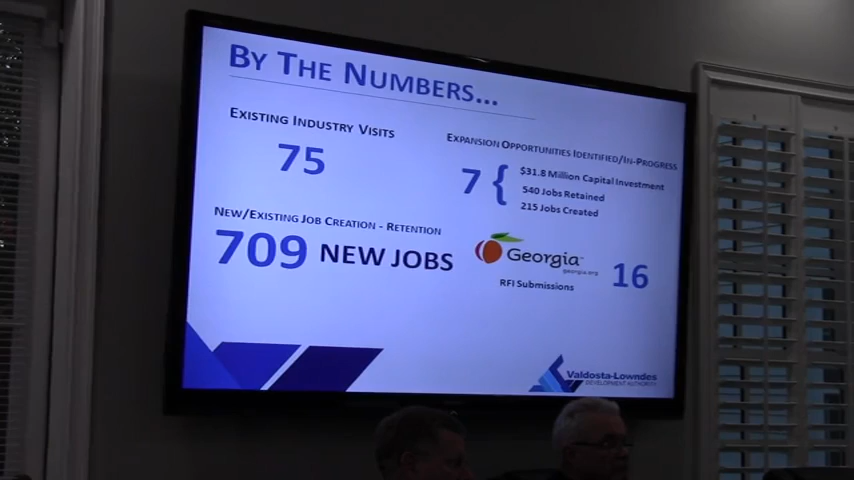 BY THE NUMBERS...
EXISTING INDUSTRY VISITS
75
EXPANSION OPPORTUNITIES IDENTIFIED/IN-PROGRESS
7 {
$31.8 Million Capital Investment
540 Jobs Retained
215 Jobs Created
NEW/EXISTING JOB CREATION - RETENTION
709 NEW JOBS
Georgia™
georgia.org
RFI Submissions
16
Valdosta-Lowndes
DEVELOPMENT AUTHORITY